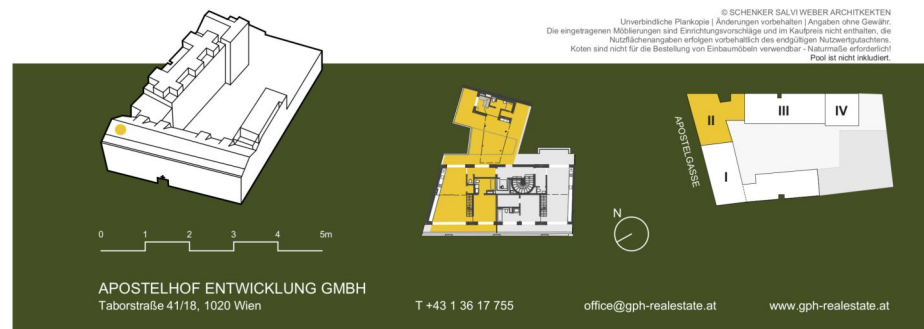 © SCHENKER SALVI WEBER ARCHITKEKTEN
Unverbindliche Plankopie | Änderungen vorbehalten | Angaben ohne Gewähr.
Die eingetragenen Möblierungen sind Einrichtungsvorschläge und im Kaufpreis nicht enthalten, die
Nutzflächenangaben erfolgen vorbehaltlich des endgültigen Nutzwertgutachtens.
Koten sind nicht für die Bestellung von Einbaumöbeln verwendbar - Naturmaße erforderlich!
Pool ist nicht inkludiert.
II
III
IV
I
APOSTELGASSE
N
0 1 2 3 4 5m
APOSTELHOF ENTWICKLUNG GMBH
Taborstraße 41/18, 1020 Wien
T +43 1 36 17 755
office@gph-realestate.at
www.gph-realestate.at